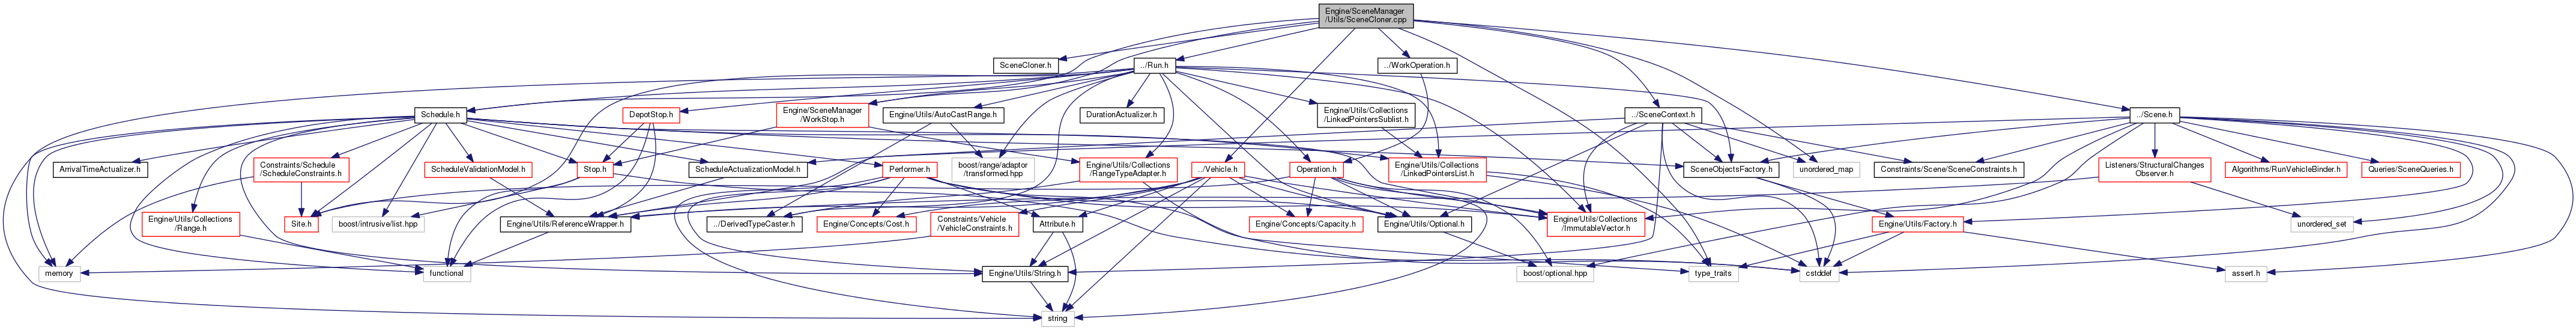 Engine/SceneManager
/Utils/SceneCloner.cpp
SceneCloner.h
../Run.h
../WorkOperation.h
Schedule.h
DepotStop.h
Engine/SceneManager
/WorkStop.h
Engine/Utils/AutoCastRange.h
DurationActualizer.h
Engine/Utils/Collections
/LinkedPointersSublist.h
../SceneContext.h
../Scene.h
ArrivalTimeActualizer.h
Constraints/Schedule
/ScheduleConstraints.h
ScheduleValidationModel.h
Stop.h
ScheduleActualizationModel.h
Performer.h
boost/range/adaptor
/transformed.hpp
Engine/Utils/Collections
/RangeTypeAdapter.h
../Vehicle.h
Operation.h
Engine/Utils/Collections
/LinkedPointersList.h
SceneObjectsFactory.h
unordered_map
Constraints/Scene/SceneConstraints.h
Listeners/StructuralChanges
Observer.h
Algorithms/RunVehicleBinder.h
Queries/SceneQueries.h
Engine/Utils/Collections
/Range.h
Site.h
boost/intrusive/list.hpp
Engine/Utils/ReferenceWrapper.h
../DerivedTypeCaster.h
Engine/Concepts/Cost.h
Constraints/Vehicle
/VehicleConstraints.h
Attribute.h
Engine/Concepts/Capacity.h
Engine/Utils/Optional.h
Engine/Utils/Collections
/ImmutableVector.h
Engine/Utils/Factory.h
unordered_set
memory
functional
Engine/Utils/String.h
boost/optional.hpp
type_traits
cstddef
assert.h
string